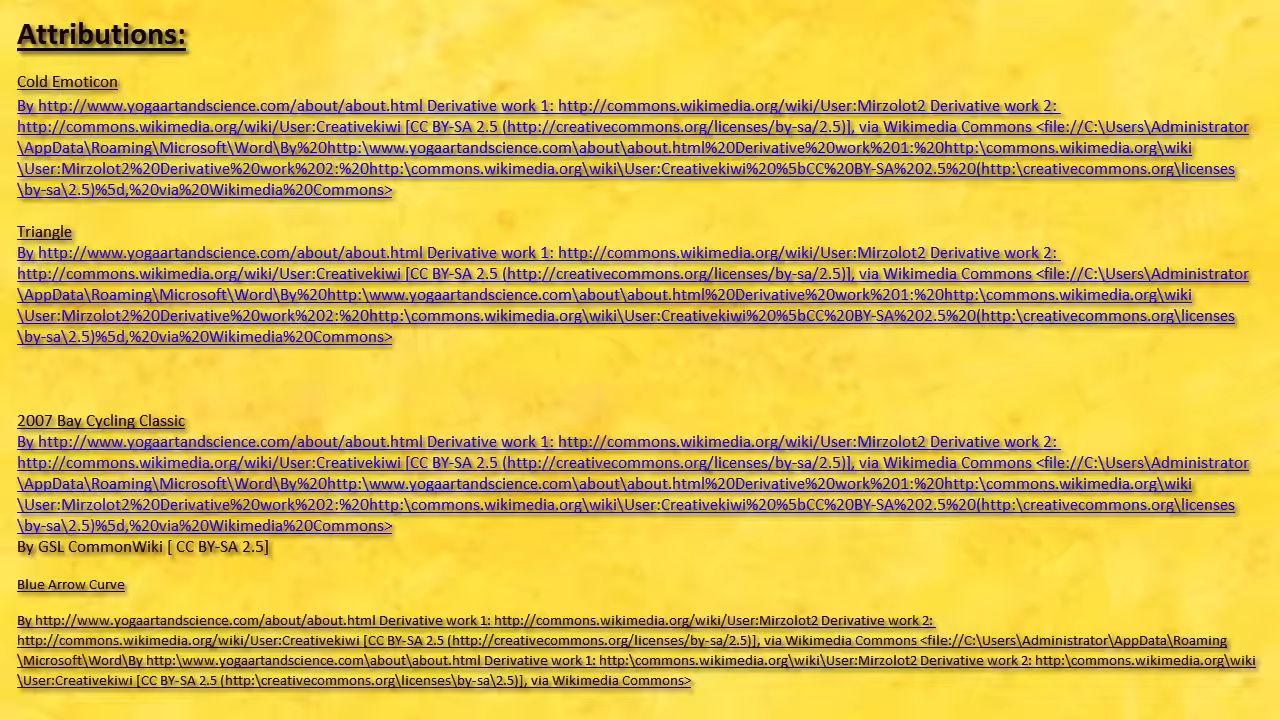 Attributions:
Cold Emoticon
By http://www.yogaartandscience.com/about/about.html Derivative work 1: http://commons.wikimedia.org/wiki/User:Mirzolot2 Derivative work 2:
http://commons.wikimedia.org/wiki/User:Creativekiwi [CC BY-SA 2.5 (http://creativecommons.org/licenses/by-sa/2.5)], via Wikimedia Commons <file://C:\Users\Administrator
\AppData\Roaming\Microsoft\Word\By%20http:\www.yogaartandscience.com\about\about.html%20Derivative%20work%201:%20http:\commons.wikimedia.org\wiki
\User:Mirzolot2%20Derivative%20work%202:%20http:\commons.wikimedia.org\wiki\User:Creativekiwi%20%5bCC%20BY-SA%202.5%20(http:\creativecommons.org\licenses
\by-sa\2.5)%5d,%20via%20Wikimedia%20Commons>
Triangle
By http://www.yogaartandscience.com/about/about.html Derivative work 1: http://commons.wikimedia.org/wiki/User:Mirzolot2 Derivative work 2:
http://commons.wikimedia.org/wiki/User:Creativekiwi [CC BY-SA 2.5 (http://creativecommons.org/licenses/by-sa/2.5)], via Wikimedia Commons <file://C:\Users\Administrator
\AppData\Roaming\Microsoft\Word\By%20http:\www.yogaartandscience.com\about\about.html%20Derivative%20work%201:%20http:\commons.wikimedia.org\wiki
\User:Mirzolot2%20Derivative%20work%202:%20http:\commons.wikimedia.org\wiki\User:Creativekiwi%20%5bCC%20BY-SA%202.5%20(http:\creativecommons.org\licenses
\by-sa\2.5)%5d,%20via%20Wikimedia%20Commons>
2007 Bay Cycling Classic
By http://www.yogaartandscience.com/about/about.html Derivative work 1: http://commons.wikimedia.org/wiki/User:Mirzolot2 Derivative work 2:
http://commons.wikimedia.org/wiki/User:Creativekiwi [CC BY-SA 2.5 (http://creativecommons.org/licenses/by-sa/2.5)], via Wikimedia Commons <file://C:\Users\Administrator
\AppData\Roaming\Microsoft\Word\By%20http:\www.yogaartandscience.com\about\about.html%20Derivative%20work%201:%20http:\commons.wikimedia.org\wiki
\User:Mirzolot2%20Derivative%20work%202:%20http:\commons.wikimedia.org\wiki\User:Creativekiwi%20%5bCC%20BY-SA%202.5%20(http:\creativecommons.org\licenses
\by-sa\2.5)%5d,%20via%20Wikimedia%20Commons>
By GSL CommonWiki [ CC BY-SA 2.5]
Blue Arrow Curve
By http://www.yogaartandscience.com/about/about.html Derivative work 1: http://commons.wikimedia.org/wiki/User:Mirzolot2 Derivative work 2:
http://commons.wikimedia.org/wiki/User:Creativekiwi [CC BY-SA 2.5 (http://creativecommons.org/licenses/by-sa/2.5)], via Wikimedia Commons <file://C:\Users\Administrator\AppData\Roaming
\Microsoft\Word\By http:\www.yogaartandscience.com\about\about.html Derivative work 1: http:\commons.wikimedia.org\wiki\User:Mirzolot2 Derivative work 2: http:\commons.wikimedia.org\wiki
\User:Creativekiwi [CC BY-SA 2.5 (http:\creativecommons.org\licenses\by-sa\2.5)], via Wikimedia Commons>